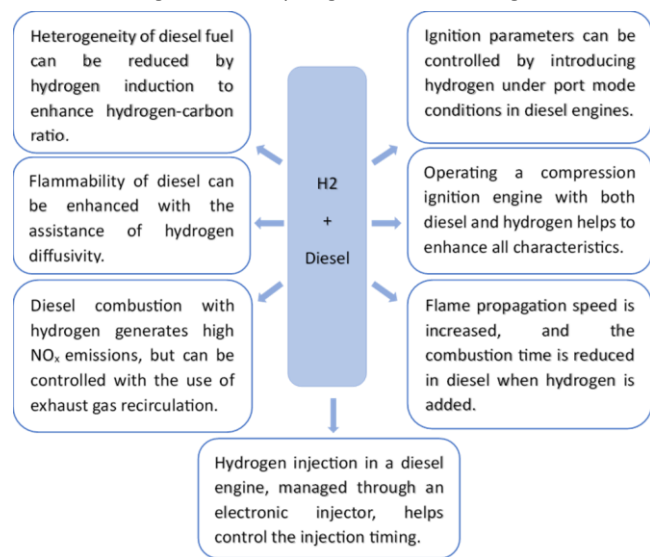 Heterogeneity of diesel fuel
can be reduced by
hydrogen induction to
enhance hydrogen-carbon
ratio.
Flammability of diesel can
be enhanced with the
assistance of hydrogen
diffusivity.
Diesel combustion with
hydrogen generates high
NOₓ emissions, but can be
controlled with the use of
exhaust gas recirculation.
H2
+
Diesel
Ignition parameters can be
controlled by introducing
hydrogen under port mode
conditions in diesel engines.
Operating a compression
ignition engine with both
diesel and hydrogen helps to
enhance all characteristics.
Flame propagation speed is
increased, and the
combustion time is reduced
in diesel when hydrogen is
added.
Hydrogen injection in a diesel
engine, managed through an
electronic injector, helps
control the injection timing.